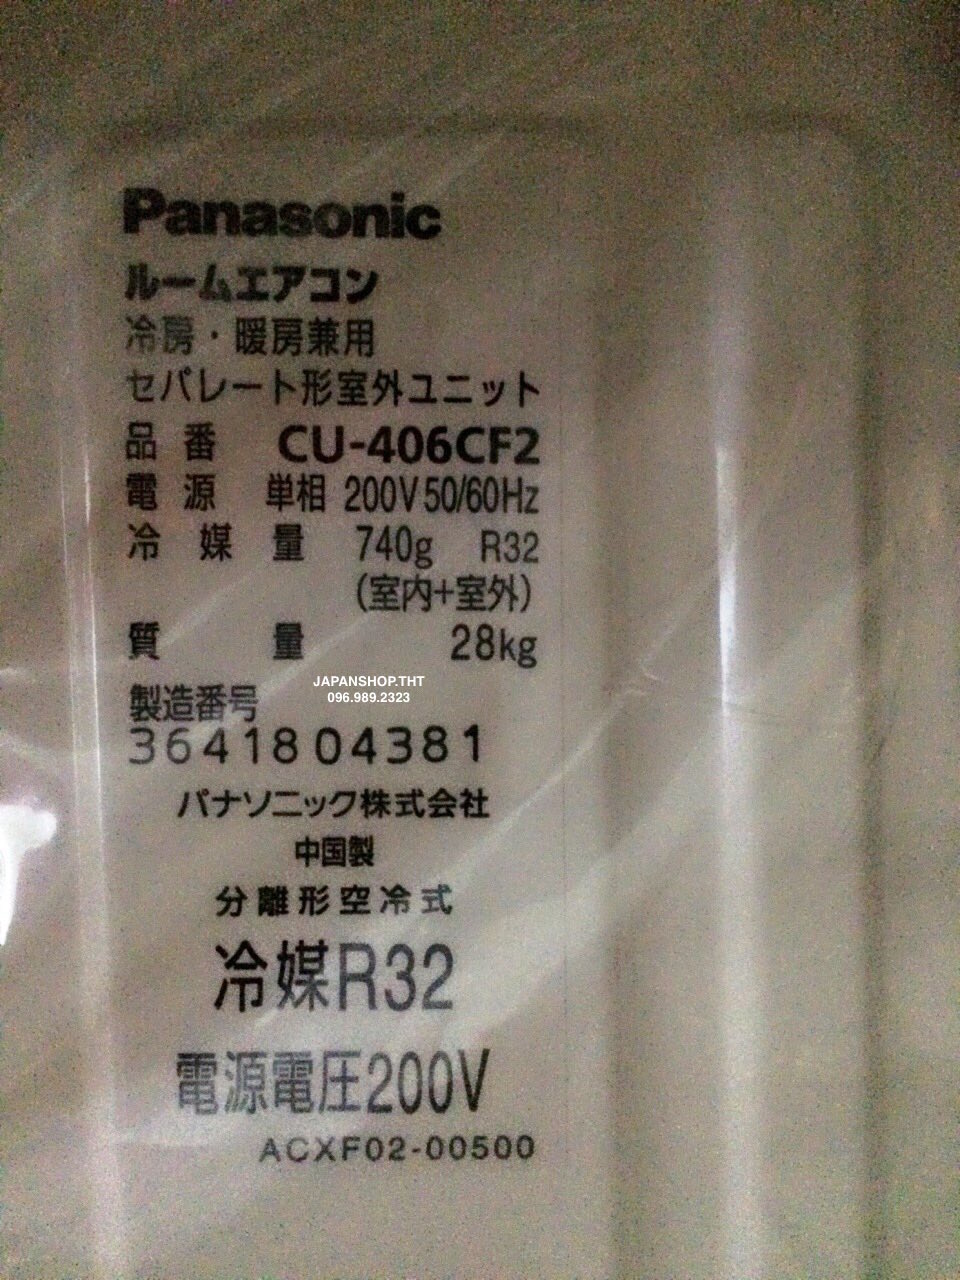 Panasonic
ルームエアコン
冷房・暖房兼用
セパレート形室外ユニット
品番 CU-406CF2
電源 単相 200V 50/60Hz
冷媒量 740g R32
(室内+室外)
質量 28kg
JAPANSHOP.THT
096.989.2323
製造番号
3641804381
パナソニック株式会社
中国製
分離形空冷式
冷媒R32
電源電圧200V
ACXF02-00500